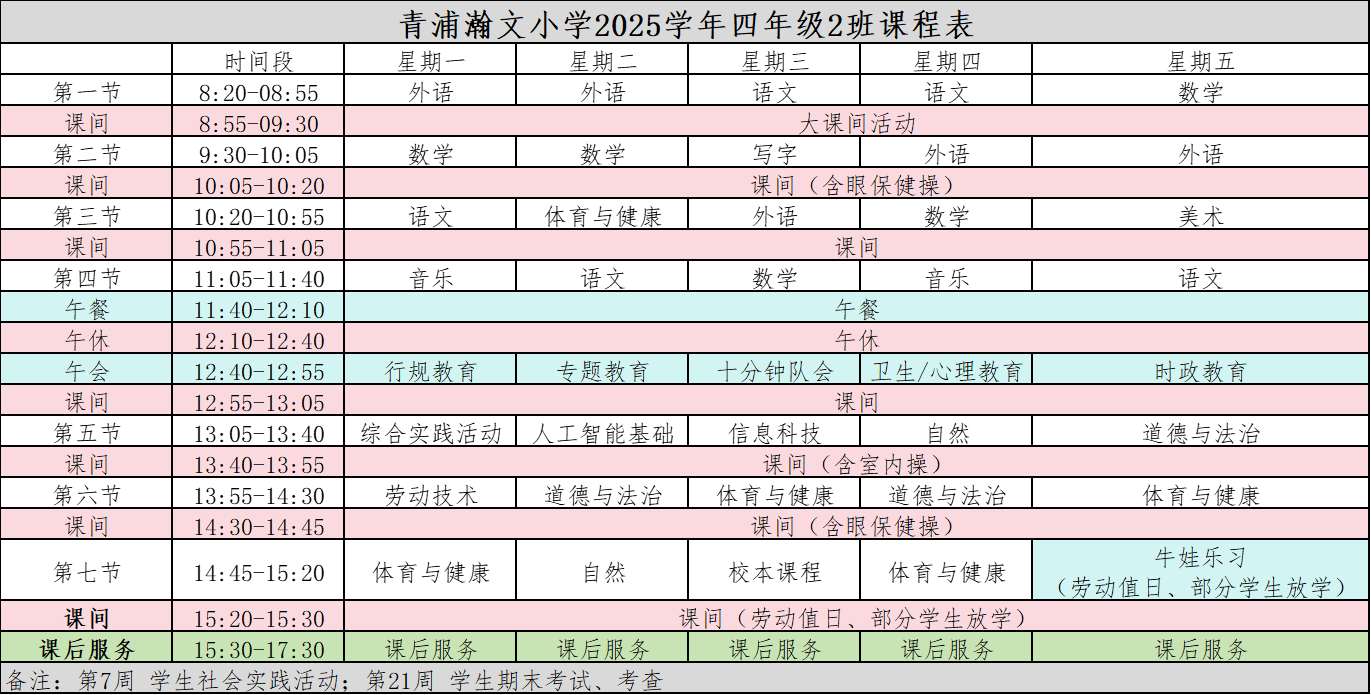 青浦瀚文小学2025学年四年级2班课程表
时间段 星期一 星期二 星期三 星期四 星期五
第一节 8:20-08:55 外语 外语 语文 语文 数学
课间 8:55-09:30 大课间活动
第二节 9:30-10:05 数学 数学 写字 外语 外语
课间 10:05-10:20 课间（含眼保健操）
第三节 10:20-10:55 语文 体育与健康 外语 数学 美术
课间 10:55-11:05 课间
第四节 11:05-11:40 音乐 语文 数学 音乐 语文
午餐 11:40-12:10 午餐
午休 12:10-12:40 午休
午会 12:40-12:55 行规教育 专题教育 十分钟队会 卫生/心理教育 时政教育
课间 12:55-13:05 课间
第五节 13:05-13:40 综合实践活动 人工智能基础 信息科技 自然 道德与法治
课间 13:40-13:55 课间（含室内操）
第六节 13:55-14:30 劳动技术 道德与法治 体育与健康 道德与法治 体育与健康
课间 14:30-14:45 课间（含眼保健操）
第七节 14:45-15:20 体育与健康 自然 校本课程 体育与健康 牛娃乐习
（劳动值日、部分学生放学）
课间 15:20-15:30 课间（劳动值日、部分学生放学）
课后服务 15:30-17:30 课后服务 课后服务 课后服务 课后服务 课后服务
备注：第7周 学生社会实践活动；第21周 学生期末考试、考查